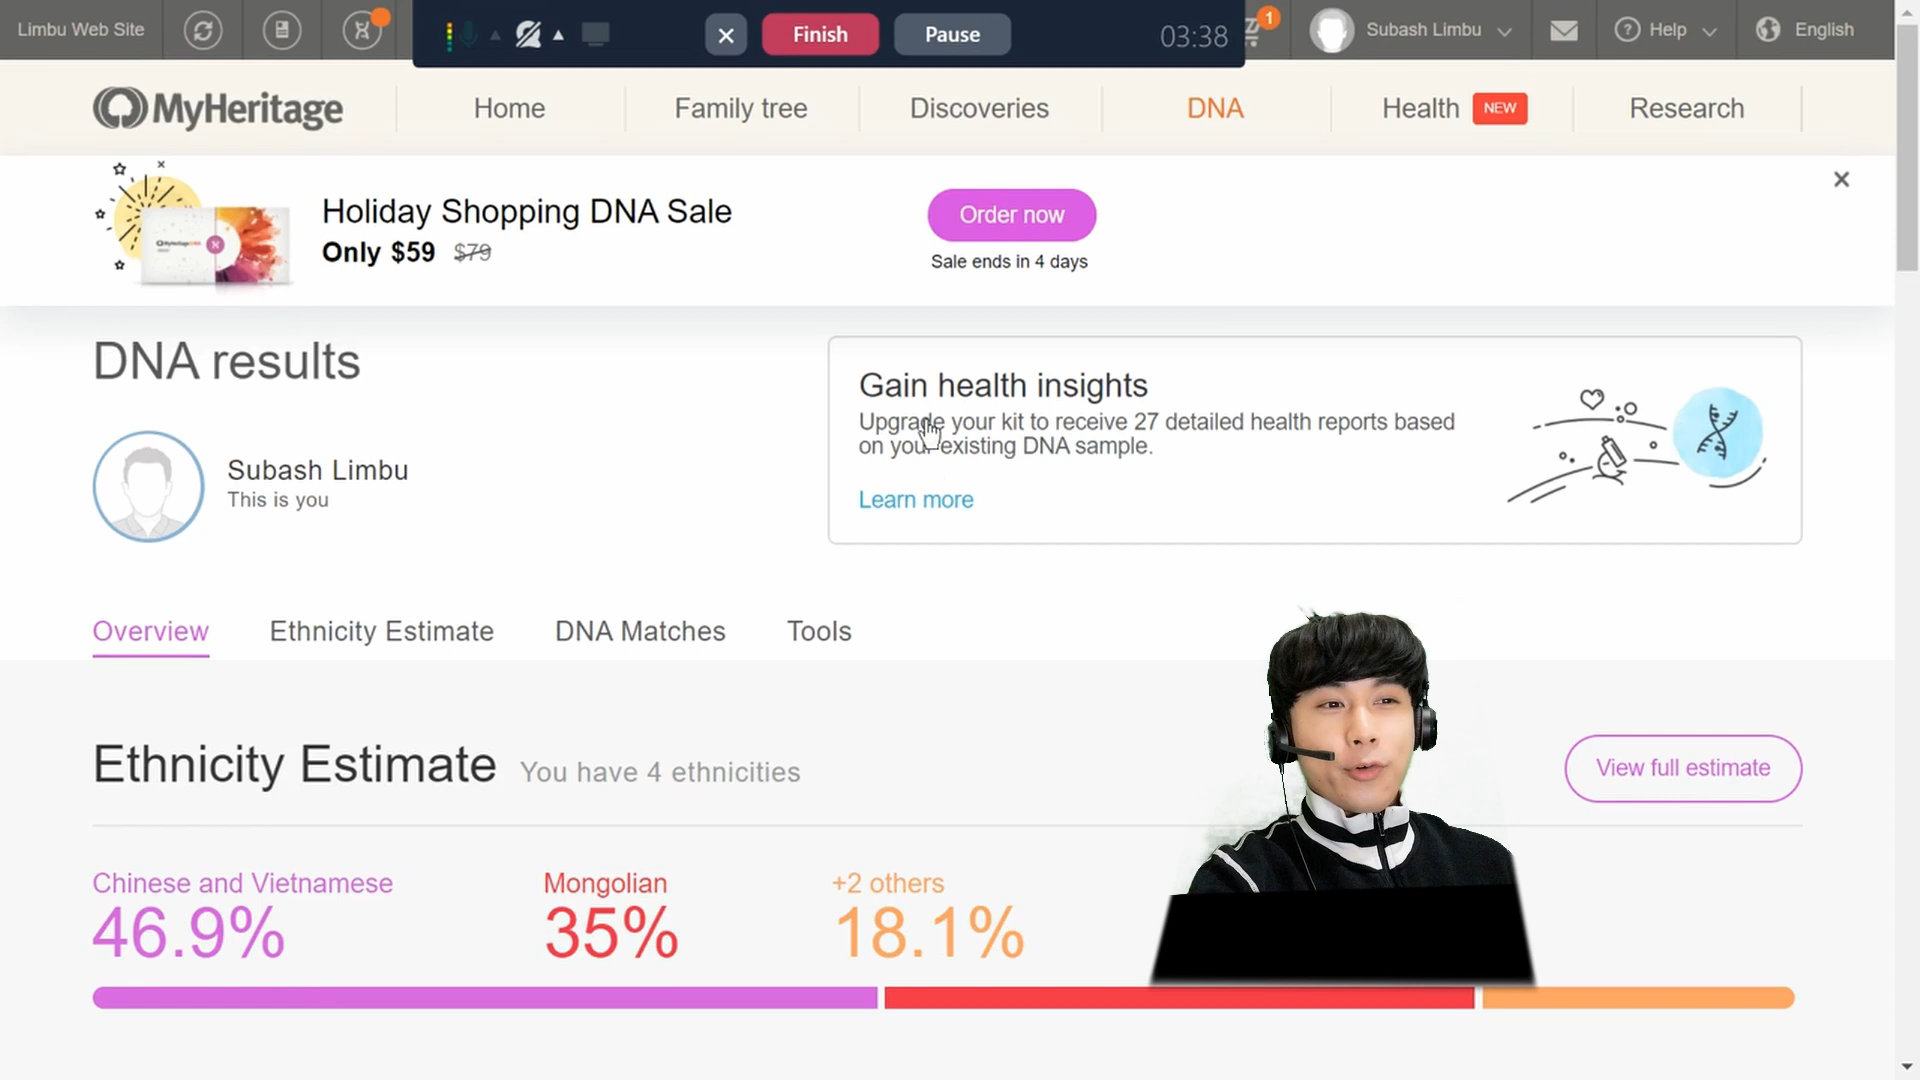 Limbu Web Site
Finish
Pause
03:38
1
Subash Limbu
Help
English
MyHeritage
Home
Family tree
Discoveries
DNA
Health
NEW
Research
Holiday Shopping DNA Sale
Only $59 $79
Order now
Sale ends in 4 days
DNA results
Subash Limbu
This is you
Gain health insights
Upgrade your kit to receive 27 detailed health reports based
on your existing DNA sample.
Learn more
Overview
Ethnicity Estimate
DNA Matches
Tools
Ethnicity Estimate You have 4 ethnicities
View full estimate
Chinese and Vietnamese
46.9%
Mongolian
35%
+2 others
18.1%